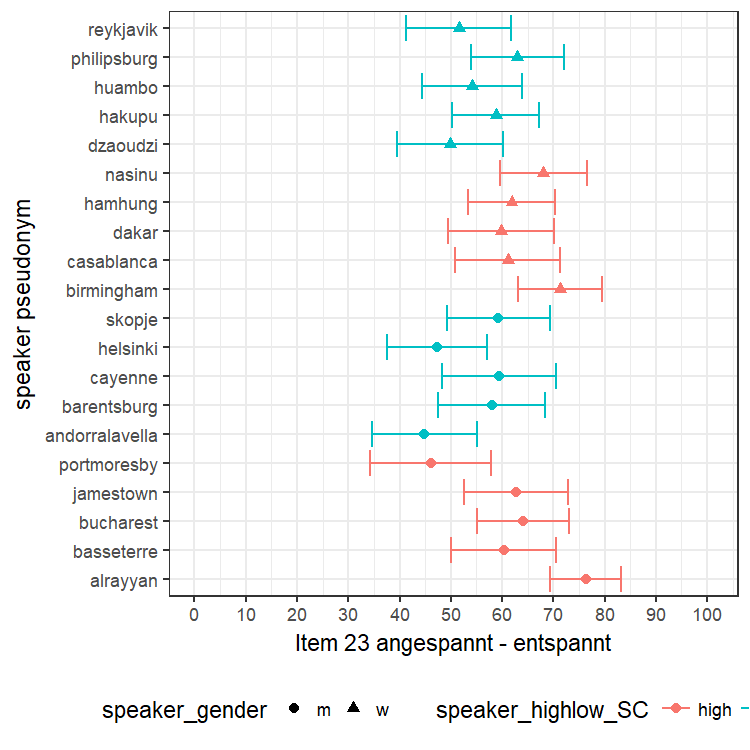 reykjavik
philipsburg
huambo
hakupu
dzaoudzi
nasinu
hamhung
dakar
casablanca
birmingham
skopje
helsinki
cayenne
barentsburg
andorralavella
portmoresby
jamestown
bucharest
basseterre
alrayyan
speaker pseudonym
0 10 20 30 40 50 60 70 80 90 100
Item 23 angespannt - entspannt
speaker_gender m w speaker_highlow_SC high